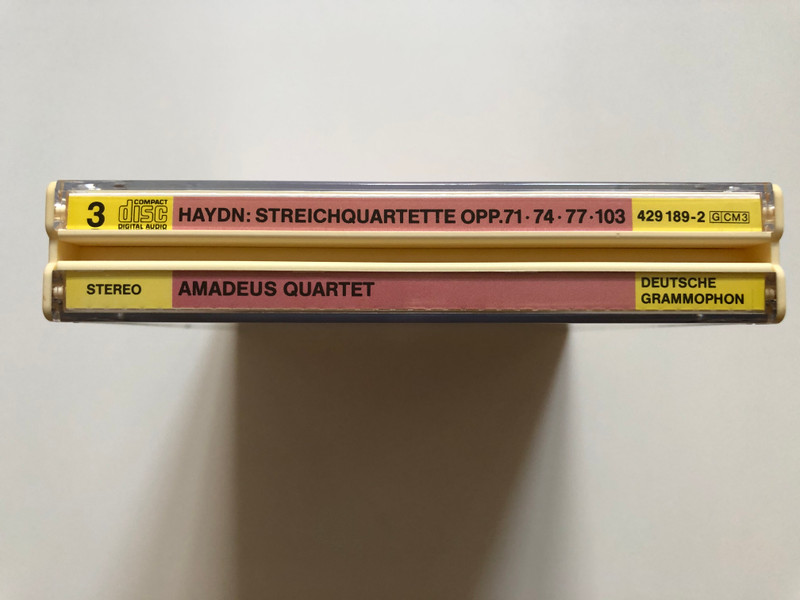 3 COMPACT disc DIGITAL AUDIO HAYDN: STREICHQUARTETTE OPP.71·74·77·103 429 189-2 G CM3
STEREO AMADEUS QUARTET DEUTSCHE GRAMMOPHON